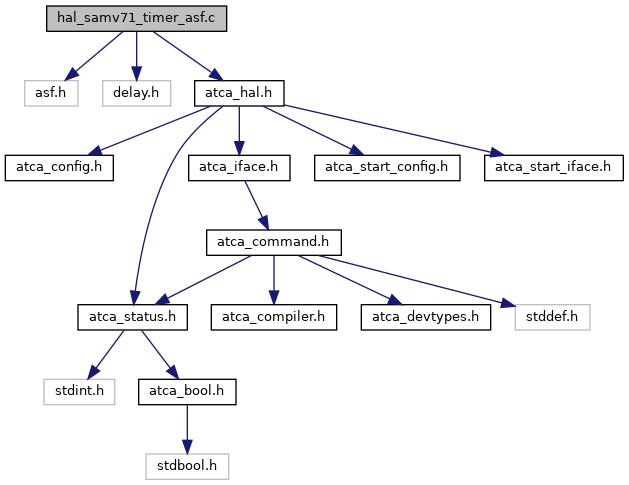 hal_samv71_timer_asf.c
asf.h
delay.h
atca_hal.h
atca_config.h
atca_iface.h
atca_start_config.h
atca_start_iface.h
atca_command.h
atca_status.h
atca_compiler.h
atca_devtypes.h
stddef.h
stdint.h
atca_bool.h
stdbool.h